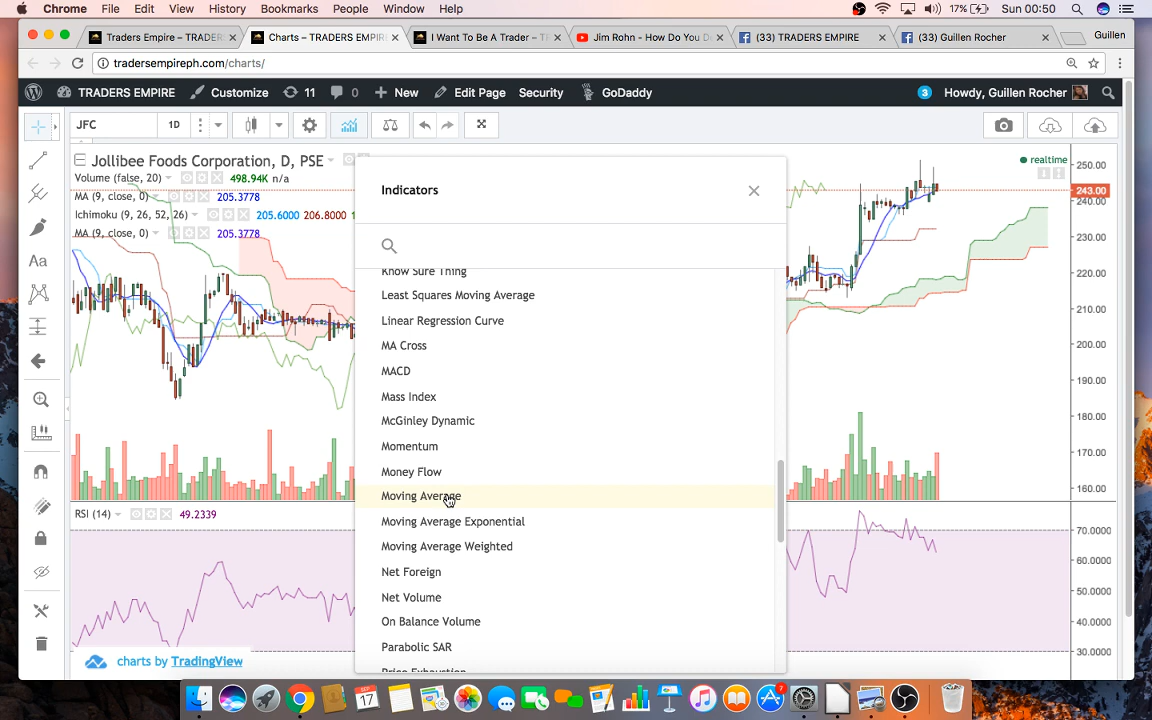 Chrome File Edit View History Bookmarks People Window Help 17% Sun 00:50
Traders Empire – TRADER
Charts – TRADERS EMPIR
I Want To Be A Trader – T
Jim Rohn - How Do You D
(33) TRADERS EMPIRE
(33) Guillen Rocher
Guillen
tradersempireph.com/charts/
TRADERS EMPIRE Customize 11 0 New Edit Page Security GoDaddy 3 Howdy, Guillen Rocher
JFC 1D
Jollibee Foods Corporation, D, PSE
realtime
Volume (false, 20) 498.94K n/a
MA (9, close, 0) 205.3778
Ichimoku (9, 26, 52, 26) 205.6000 206.8000
MA (9, close, 0) 205.3778
Indicators
Know Sure Thing
Least Squares Moving Average
Linear Regression Curve
MA Cross
MACD
Mass Index
McGinley Dynamic
Momentum
Money Flow
Moving Average
Moving Average Exponential
Moving Average Weighted
Net Foreign
Net Volume
On Balance Volume
Parabolic SAR
Price Exhaustion
250.00
243.00
240.00
230.00
220.00
210.00
200.00
190.00
180.00
170.00
160.00
RSI (14) 49.2339
70.0000
60.0000
50.0000
40.0000
30.0000
Aa
charts by TradingView
17
7